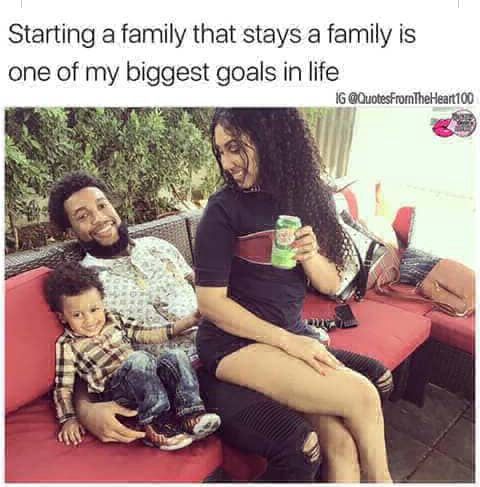 Starting a family that stays a family is
one of my biggest goals in life
IG @QuotesFromTheHeart100